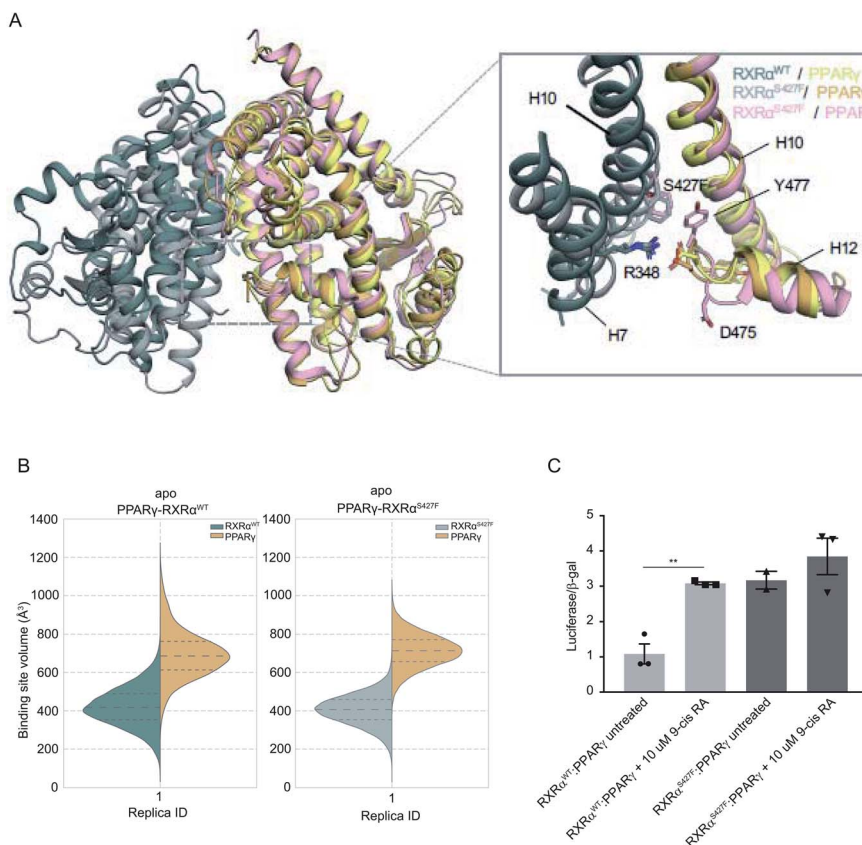 A
RXRα^WT / PPARγ
RXRα^S427F/ PPAR
RXRα^S427F / PPAR
H10
S427F
H10
Y477
H12
R348
D475
H7
B
apo
PPARγ-RXRα^WT
apo
PPARγ-RXRα^S427F
RXRα^WT
PPARγ
RXRα^S427F
PPARγ
Binding site volume (Å³)
1400
1200
1000
800
600
400
200
0
1400
1200
1000
800
600
400
200
0
1
1
Replica ID
Replica ID
C
Luciferase/β-gal
5
4
3
2
1
0
**
RXRα^WT:PPARγ untreated
RXRα^WT:PPARγ + 10 uM 9-cis RA
RXRα^S427F:PPARγ untreated
RXRα^S427F:PPARγ + 10 uM 9-cis RA